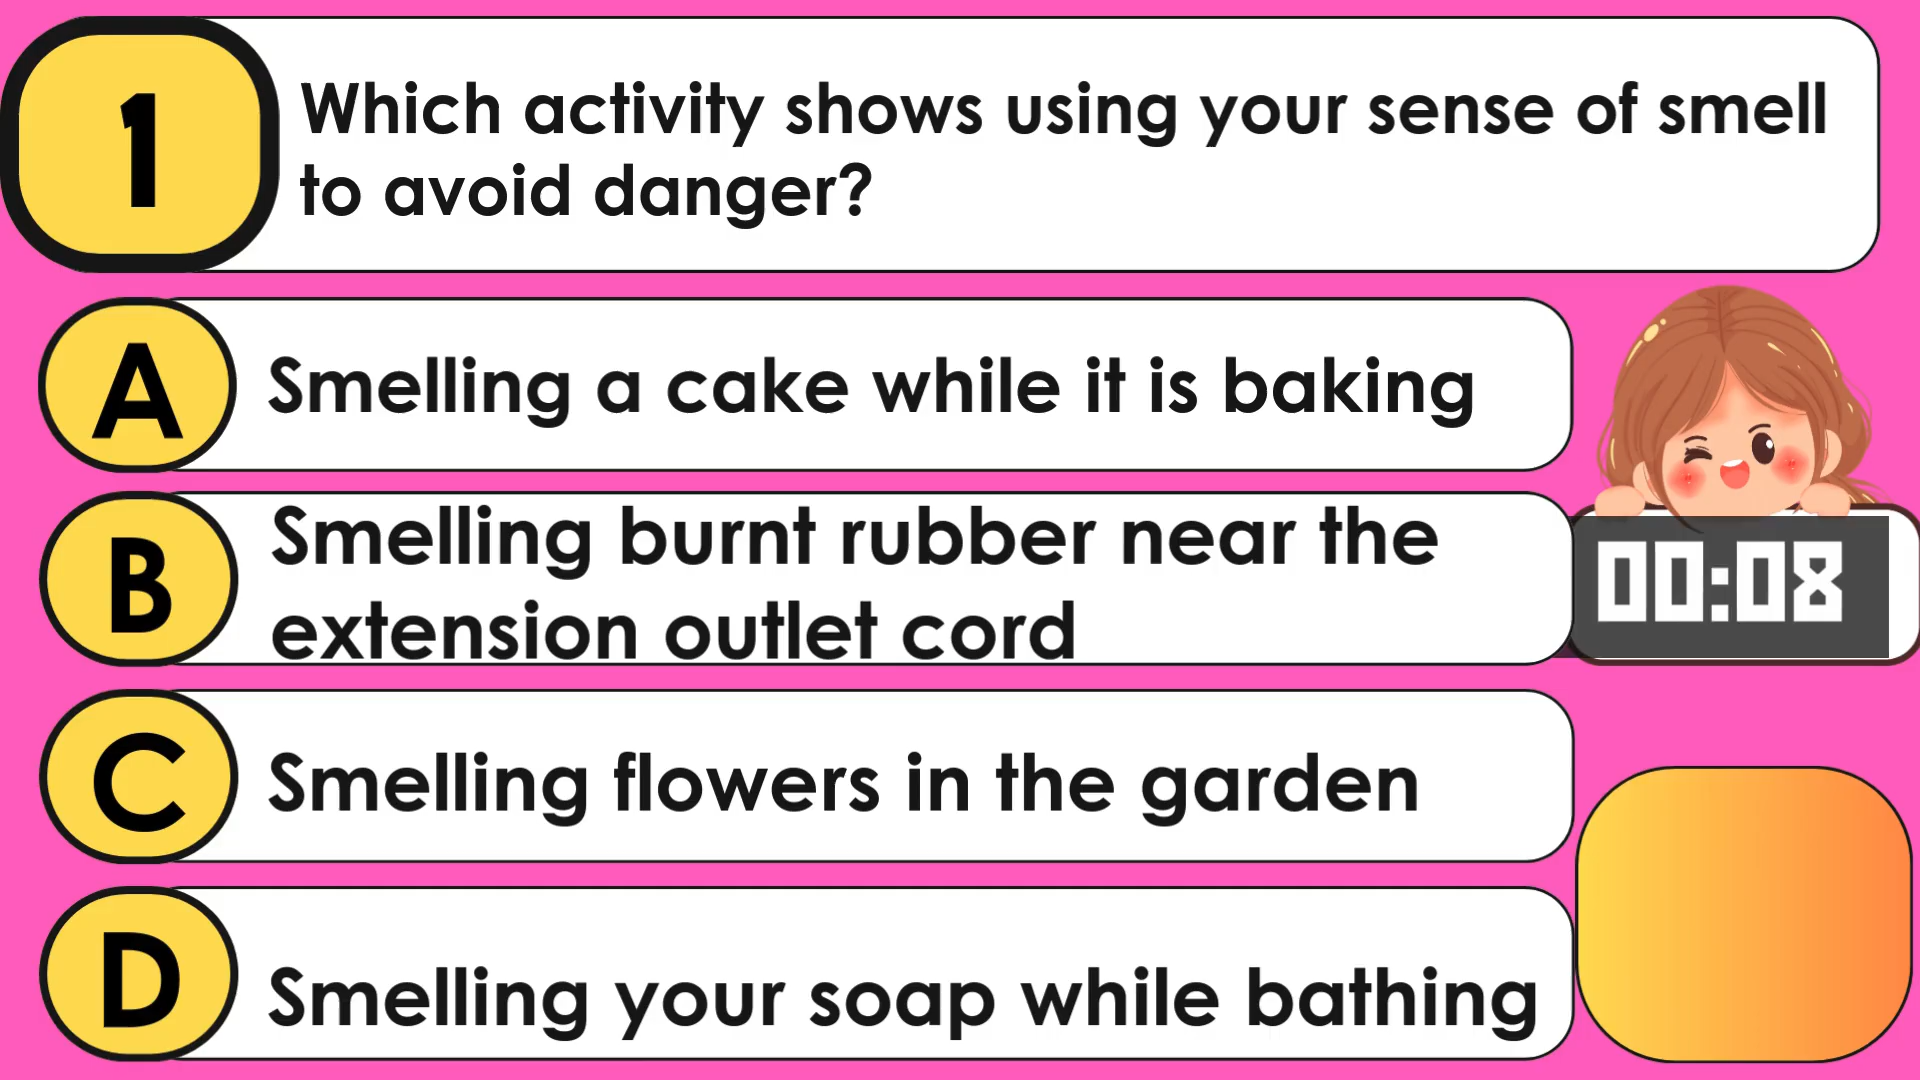 1
Which activity shows using your sense of smell
to avoid danger?
A
Smelling a cake while it is baking
B
Smelling burnt rubber near the
extension outlet cord
00:08
C
Smelling flowers in the garden
D
Smelling your soap while bathing